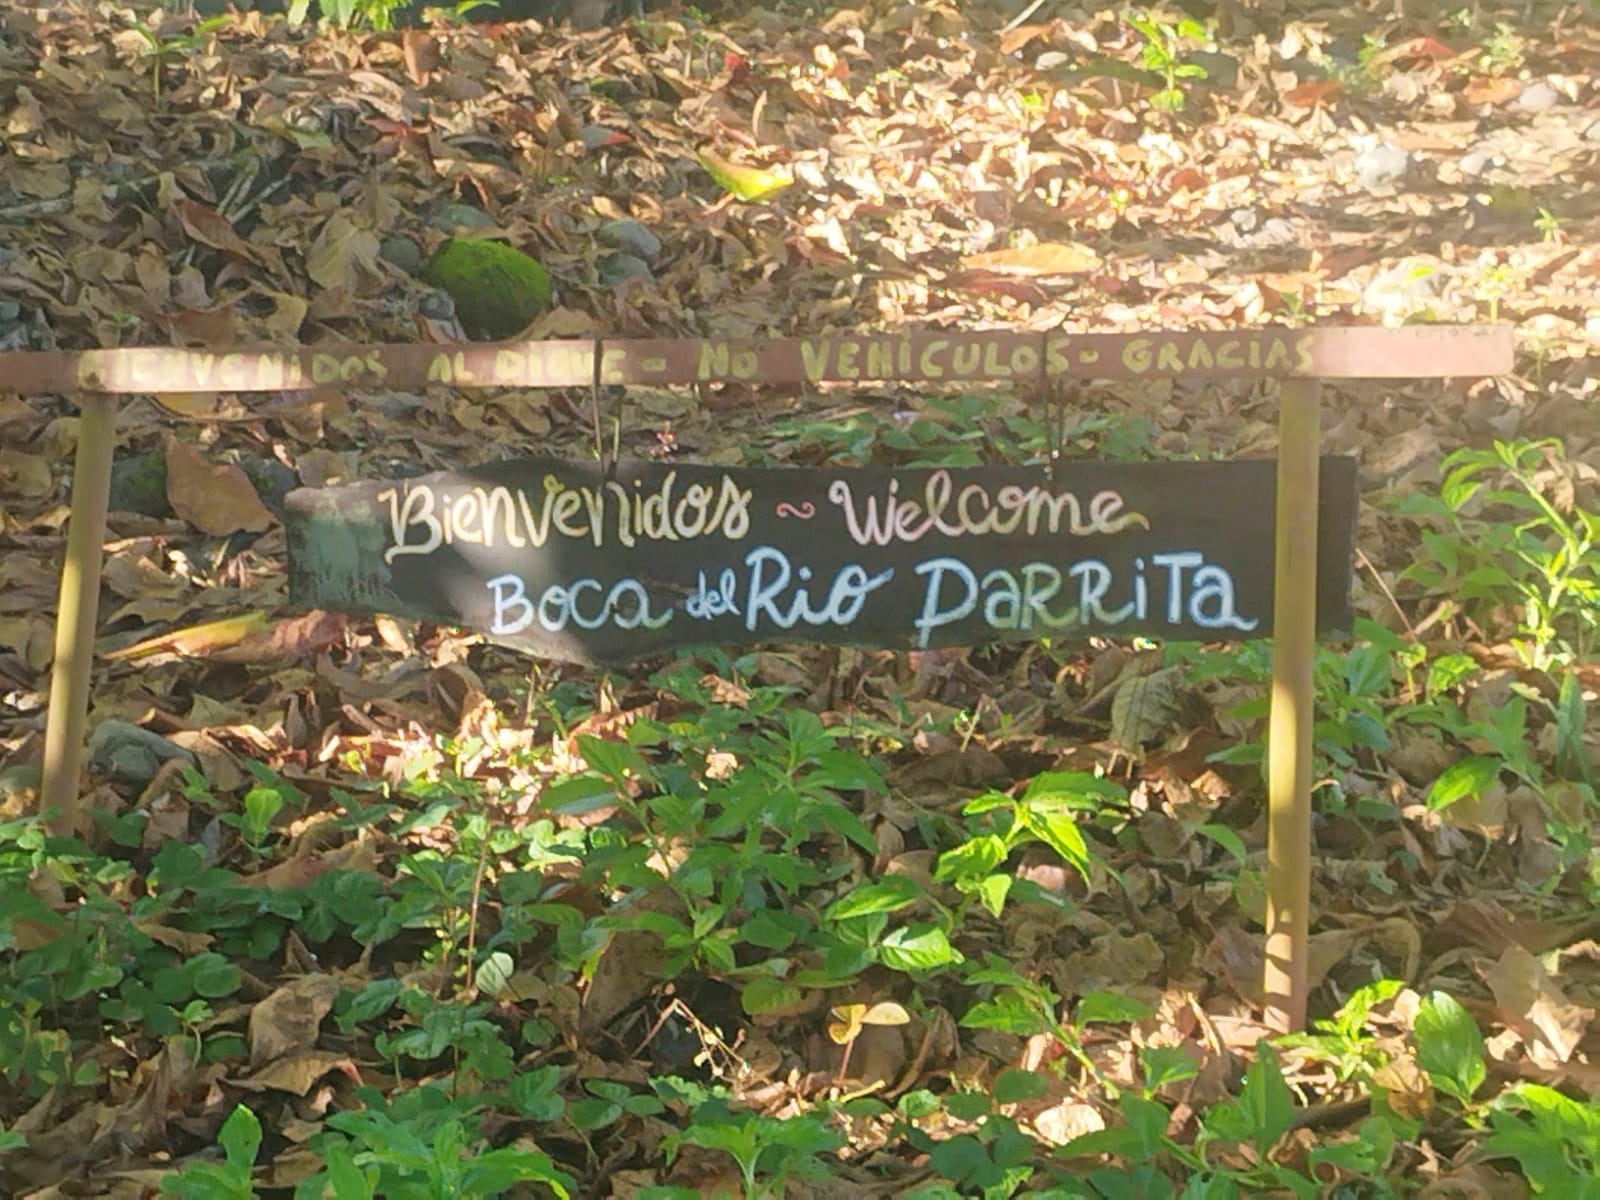 BIENVENIDOS AL DIQUE - NO VEHiCULOS - GRACIAS
Bienvenidos ~ Welcome
Boca del Rio PARRiTa